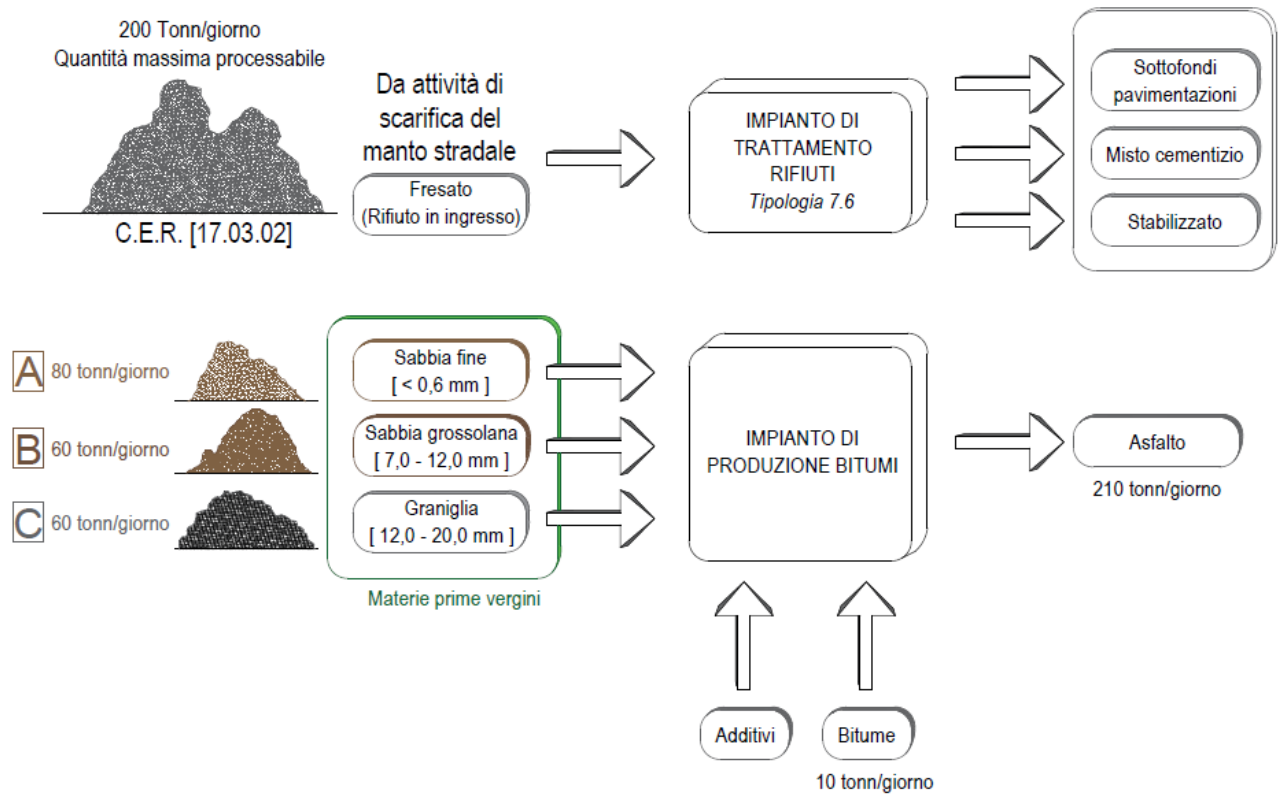 200 Tonn/giorno
Quantità massima processabile
C.E.R. [17.03.02]
Da attività di
scarifica del
manto stradale
Fresato
(Rifiuto in ingresso)
IMPIANTO DI
TRATTAMENTO
RIFIUTI
Tipologia 7.6
Sottofondi
pavimentazioni
Misto cementizio
Stabilizzato
A 80 tonn/giorno
B 60 tonn/giorno
C 60 tonn/giorno
Sabbia fine
[ < 0,6 mm ]
Sabbia grossolana
[ 7,0 - 12,0 mm ]
Graniglia
[ 12,0 - 20,0 mm ]
Materie prime vergini
IMPIANTO DI
PRODUZIONE BITUMI
Asfalto
210 tonn/giorno
Additivi
Bitume
10 tonn/giorno